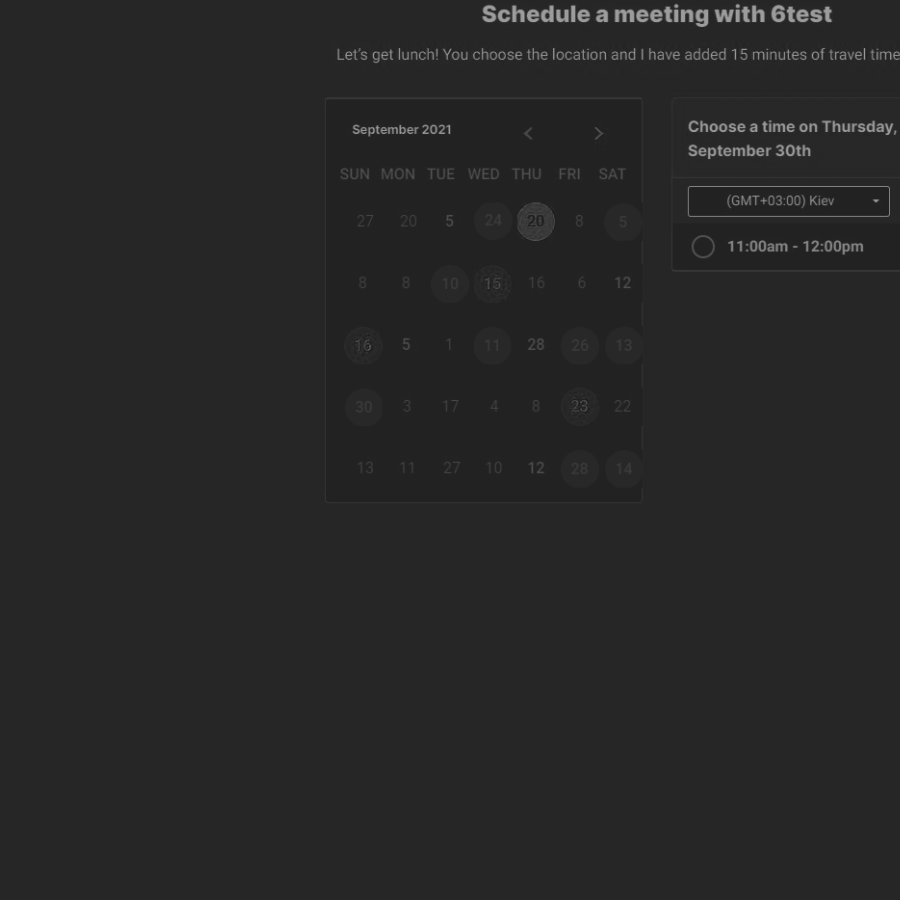 Schedule a meeting with 6test
Let's get lunch! You choose the location and I have added 15 minutes of travel time
September 2021
SUN MON TUE WED THU FRI SAT
27 20 5 24 20 8 5
8 8 10 15 16 6 12
16 5 1 11 28 26 13
30 3 17 4 8 23 22
13 11 27 10 12 28 14
Choose a time on Thursday,
September 30th
(GMT+03:00) Kiev
11:00am - 12:00pm